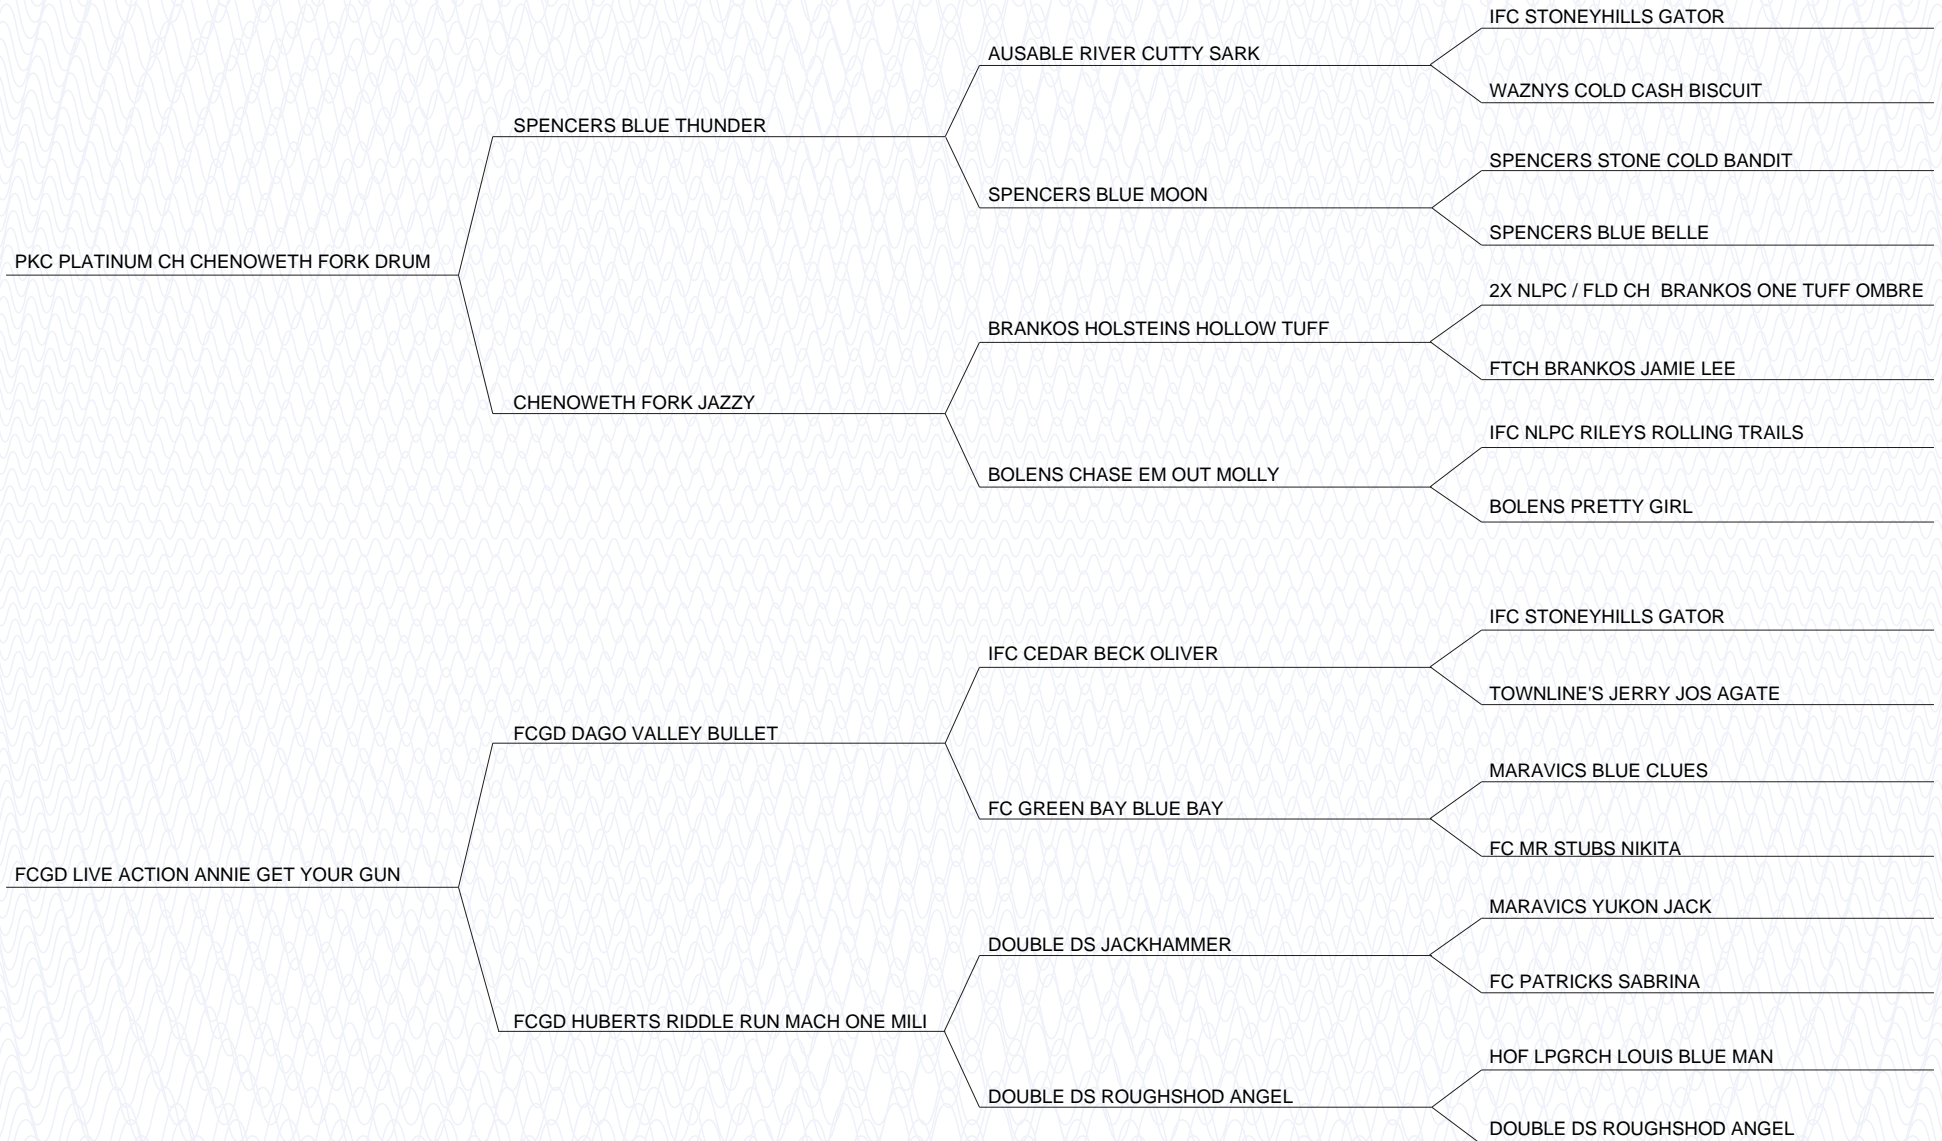 IFC STONEYHILLS GATOR
AUSABLE RIVER CUTTY SARK
WAZNYS COLD CASH BISCUIT
SPENCERS BLUE THUNDER
SPENCERS STONE COLD BANDIT
SPENCERS BLUE MOON
SPENCERS BLUE BELLE
PKC PLATINUM CH CHENOWETH FORK DRUM
2X NLPC / FLD CH  BRANKOS ONE TUFF OMBRE
BRANKOS HOLSTEINS HOLLOW TUFF
FTCH BRANKOS JAMIE LEE
CHENOWETH FORK JAZZY
IFC NLPC RILEYS ROLLING TRAILS
BOLENS CHASE EM OUT MOLLY
BOLENS PRETTY GIRL
IFC STONEYHILLS GATOR
IFC CEDAR BECK OLIVER
TOWNLINE'S JERRY JOS AGATE
FCGD DAGO VALLEY BULLET
MARAVICS BLUE CLUES
FC GREEN BAY BLUE BAY
FC MR STUBS NIKITA
FCGD LIVE ACTION ANNIE GET YOUR GUN
MARAVICS YUKON JACK
DOUBLE DS JACKHAMMER
FC PATRICKS SABRINA
FCGD HUBERTS RIDDLE RUN MACH ONE MILI
HOF LPGRCH LOUIS BLUE MAN
DOUBLE DS ROUGHSHOD ANGEL
DOUBLE DS ROUGHSHOD ANGEL